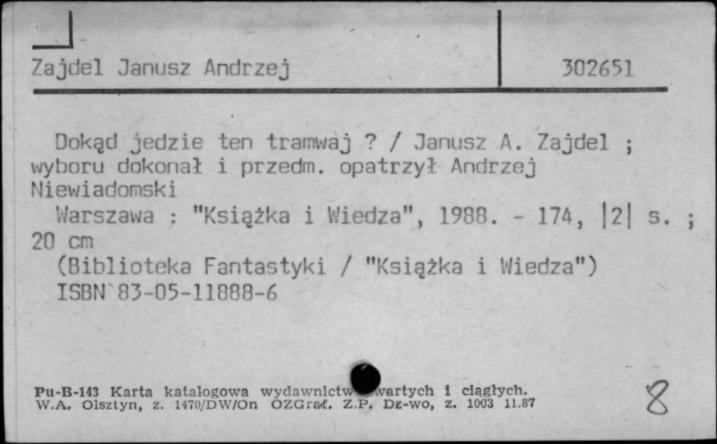 Zajdel Janusz Andrzej 302651
Dokąd jedzie ten tramwaj ? / Janusz A. Zajdel ;
wyboru dokonał i przedm. opatrzył Andrzej
Niewiadomski
Warszawa : "Książka i Wiedza", 1988. - 174, |2| s. ;
20 cm
(Biblioteka Fantastyki / "Książka i Wiedza")
ISBN 83-05-11888-6
Pu-B-143 Karta katalogowa i ciągłych.
W.A. Olsztyn, z. 1470/DW/On OZGraf. Z.P. Dz-wo, z. 1003 11.87
8